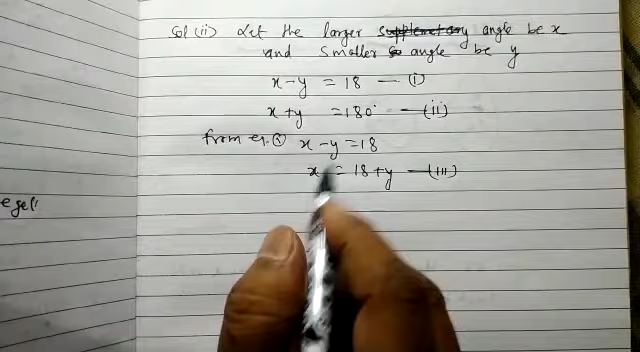 Sol (ii) Let the larger supplementary angle be x
and smaller angle be y
x - y = 18 — (i)
x + y = 180° — (ii)
from eq. (i) x - y = 18
x = 18 + y — (iii)